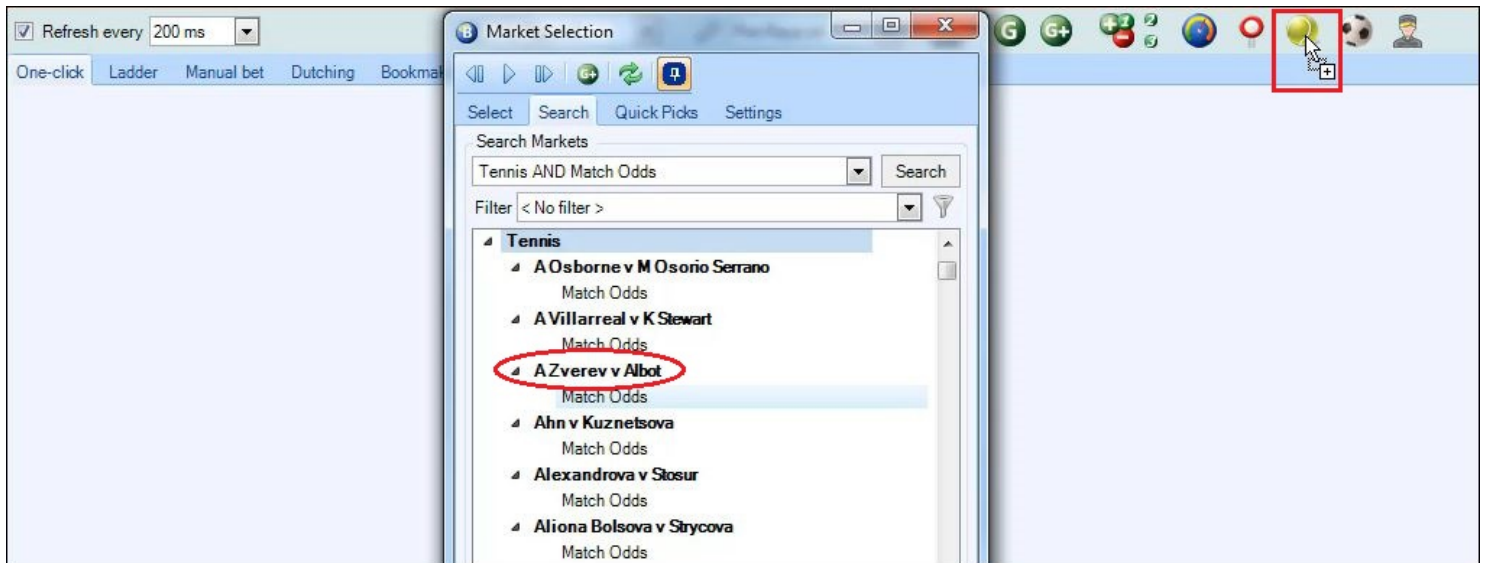 Refresh every 200 ms
Market Selection
G G+
One-click Ladder Manual bet Dutching Bookmak
Select Search Quick Picks Settings
Search Markets
Tennis AND Match Odds Search
Filter < No filter >
Tennis
A Osborne v M Osorio Serrano
Match Odds
A Villarreal v K Stewart
Match Odds
A Zverev v Albot
Match Odds
Ahn v Kuznetsova
Match Odds
Alexandrova v Stosur
Match Odds
Aliona Bolsova v Strycova
Match Odds